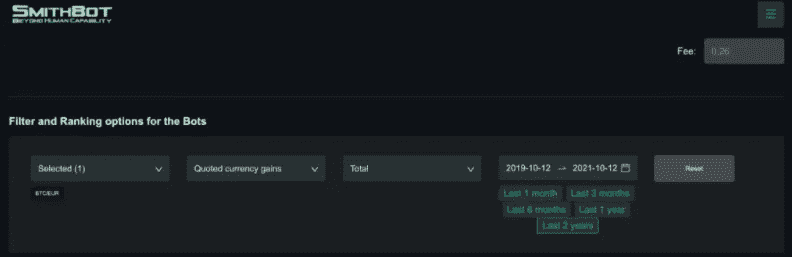 SMITHBOT
BEYOND HUMAN CAPABILITY
Fee: 0.26
Filter and Ranking options for the Bots
Selected (1) Quoted currency gains Total 2019-10-12 → 2021-10-12 Reset
BTC/EUR Last 1 month Last 3 months
Last 6 months Last 1 year
Last 2 years